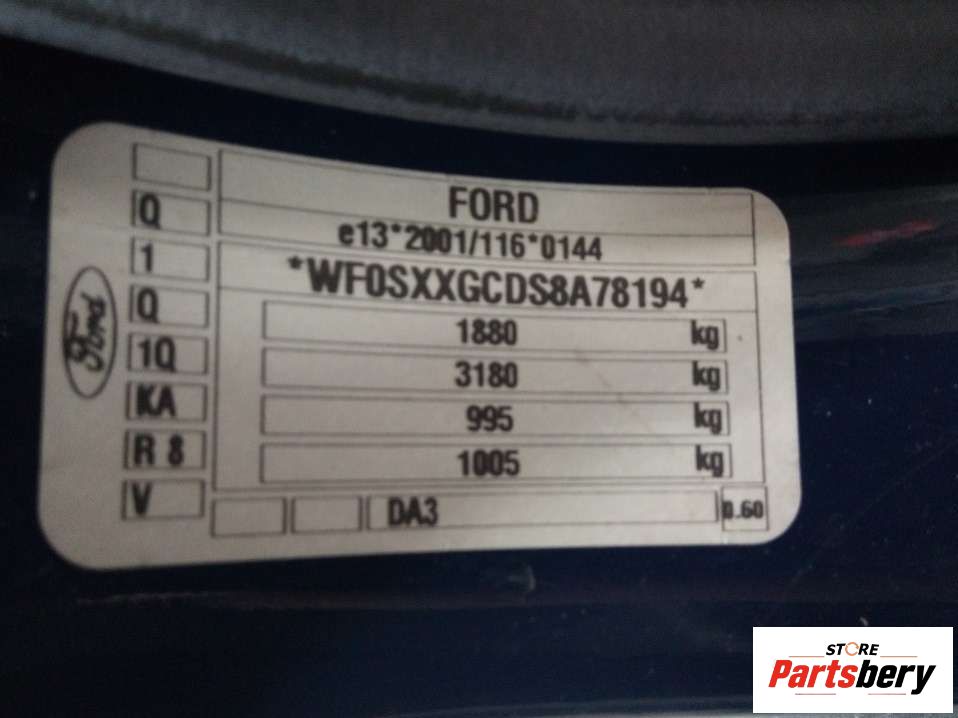 FORD
e13*2001/116*0144
*WF0SXXGCDS8A78194*
1880 kg
3180 kg
995 kg
1005 kg
DA3
0.60
Q
1
Q
1Q
KA
R 8
V
Ford
STORE
Partsbery